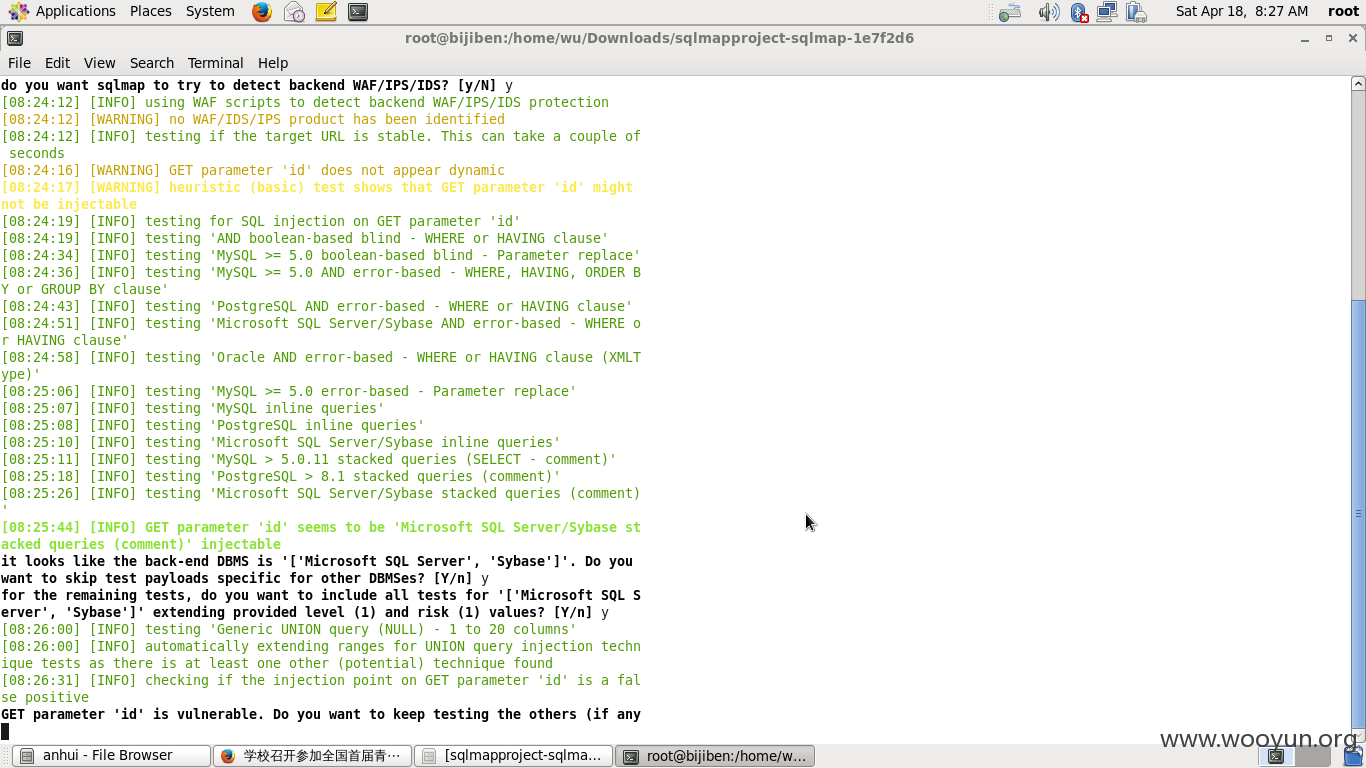 Applications Places System
Sat Apr 18, 8:27 AM root
root@bijiben:/home/wu/Downloads/sqlmapproject-sqlmap-1e7f2d6
File Edit View Search Terminal Help
do you want sqlmap to try to detect backend WAF/IPS/IDS? [y/N] y
[08:24:12] [INFO] using WAF scripts to detect backend WAF/IPS/IDS protection
[08:24:12] [WARNING] no WAF/IDS/IPS product has been identified
[08:24:12] [INFO] testing if the target URL is stable. This can take a couple of
 seconds
[08:24:16] [WARNING] GET parameter 'id' does not appear dynamic
[08:24:17] [WARNING] heuristic (basic) test shows that GET parameter 'id' might
not be injectable
[08:24:19] [INFO] testing for SQL injection on GET parameter 'id'
[08:24:19] [INFO] testing 'AND boolean-based blind - WHERE or HAVING clause'
[08:24:34] [INFO] testing 'MySQL >= 5.0 boolean-based blind - Parameter replace'
[08:24:36] [INFO] testing 'MySQL >= 5.0 AND error-based - WHERE, HAVING, ORDER B
Y or GROUP BY clause'
[08:24:43] [INFO] testing 'PostgreSQL AND error-based - WHERE or HAVING clause'
[08:24:51] [INFO] testing 'Microsoft SQL Server/Sybase AND error-based - WHERE o
r HAVING clause'
[08:24:58] [INFO] testing 'Oracle AND error-based - WHERE or HAVING clause (XMLT
ype)'
[08:25:06] [INFO] testing 'MySQL >= 5.0 error-based - Parameter replace'
[08:25:07] [INFO] testing 'MySQL inline queries'
[08:25:08] [INFO] testing 'PostgreSQL inline queries'
[08:25:10] [INFO] testing 'Microsoft SQL Server/Sybase inline queries'
[08:25:11] [INFO] testing 'MySQL > 5.0.11 stacked queries (SELECT - comment)'
[08:25:18] [INFO] testing 'PostgreSQL > 8.1 stacked queries (comment)'
[08:25:26] [INFO] testing 'Microsoft SQL Server/Sybase stacked queries (comment)
'
[08:25:44] [INFO] GET parameter 'id' seems to be 'Microsoft SQL Server/Sybase st
acked queries (comment)' injectable
it looks like the back-end DBMS is '['Microsoft SQL Server', 'Sybase']'. Do you
want to skip test payloads specific for other DBMSes? [Y/n] y
for the remaining tests, do you want to include all tests for '['Microsoft SQL S
erver', 'Sybase']' extending provided level (1) and risk (1) values? [Y/n] y
[08:26:00] [INFO] testing 'Generic UNION query (NULL) - 1 to 20 columns'
[08:26:00] [INFO] automatically extending ranges for UNION query injection techn
ique tests as there is at least one other (potential) technique found
[08:26:31] [INFO] checking if the injection point on GET parameter 'id' is a fal
se positive
GET parameter 'id' is vulnerable. Do you want to keep testing the others (if any
www.wooyun.org
anhui - File Browser
学校召开参加全国首届青…
[sqlmapproject-sqlma...
root@bijiben:/home/w...